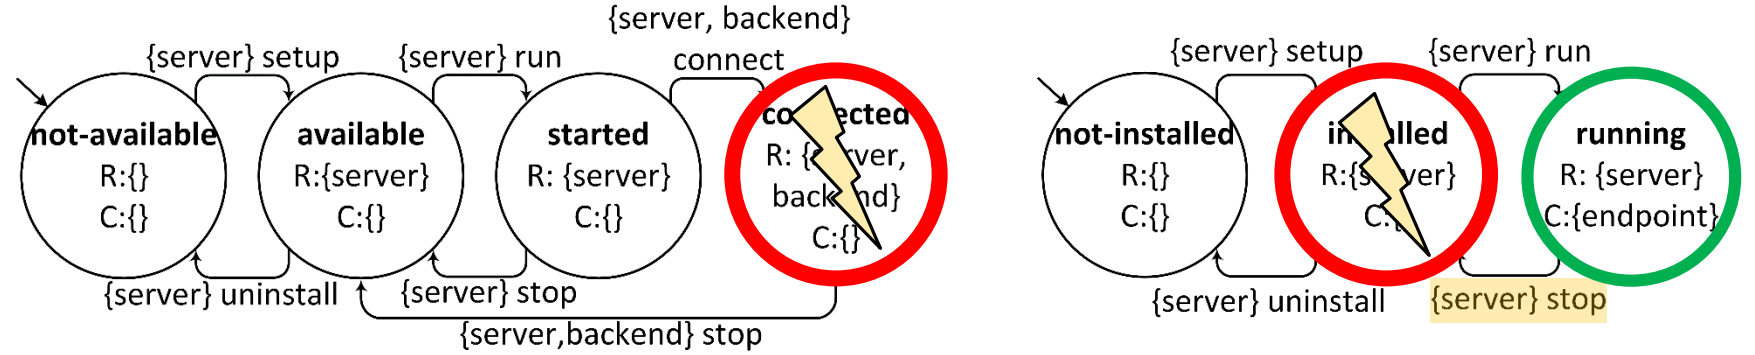 {server, backend}
{server} setup
{server} run
connect
not-available
R:{}
C:{}
available
R:{server}
C:{}
started
R: {server}
C:{}
C:{}
{server} uninstall
{server} stop
{server,backend} stop
{server} setup
{server} run
not-installed
R:{}
C:{}
running
R: {server}
C:{endpoint}
{server} uninstall
{server} stop